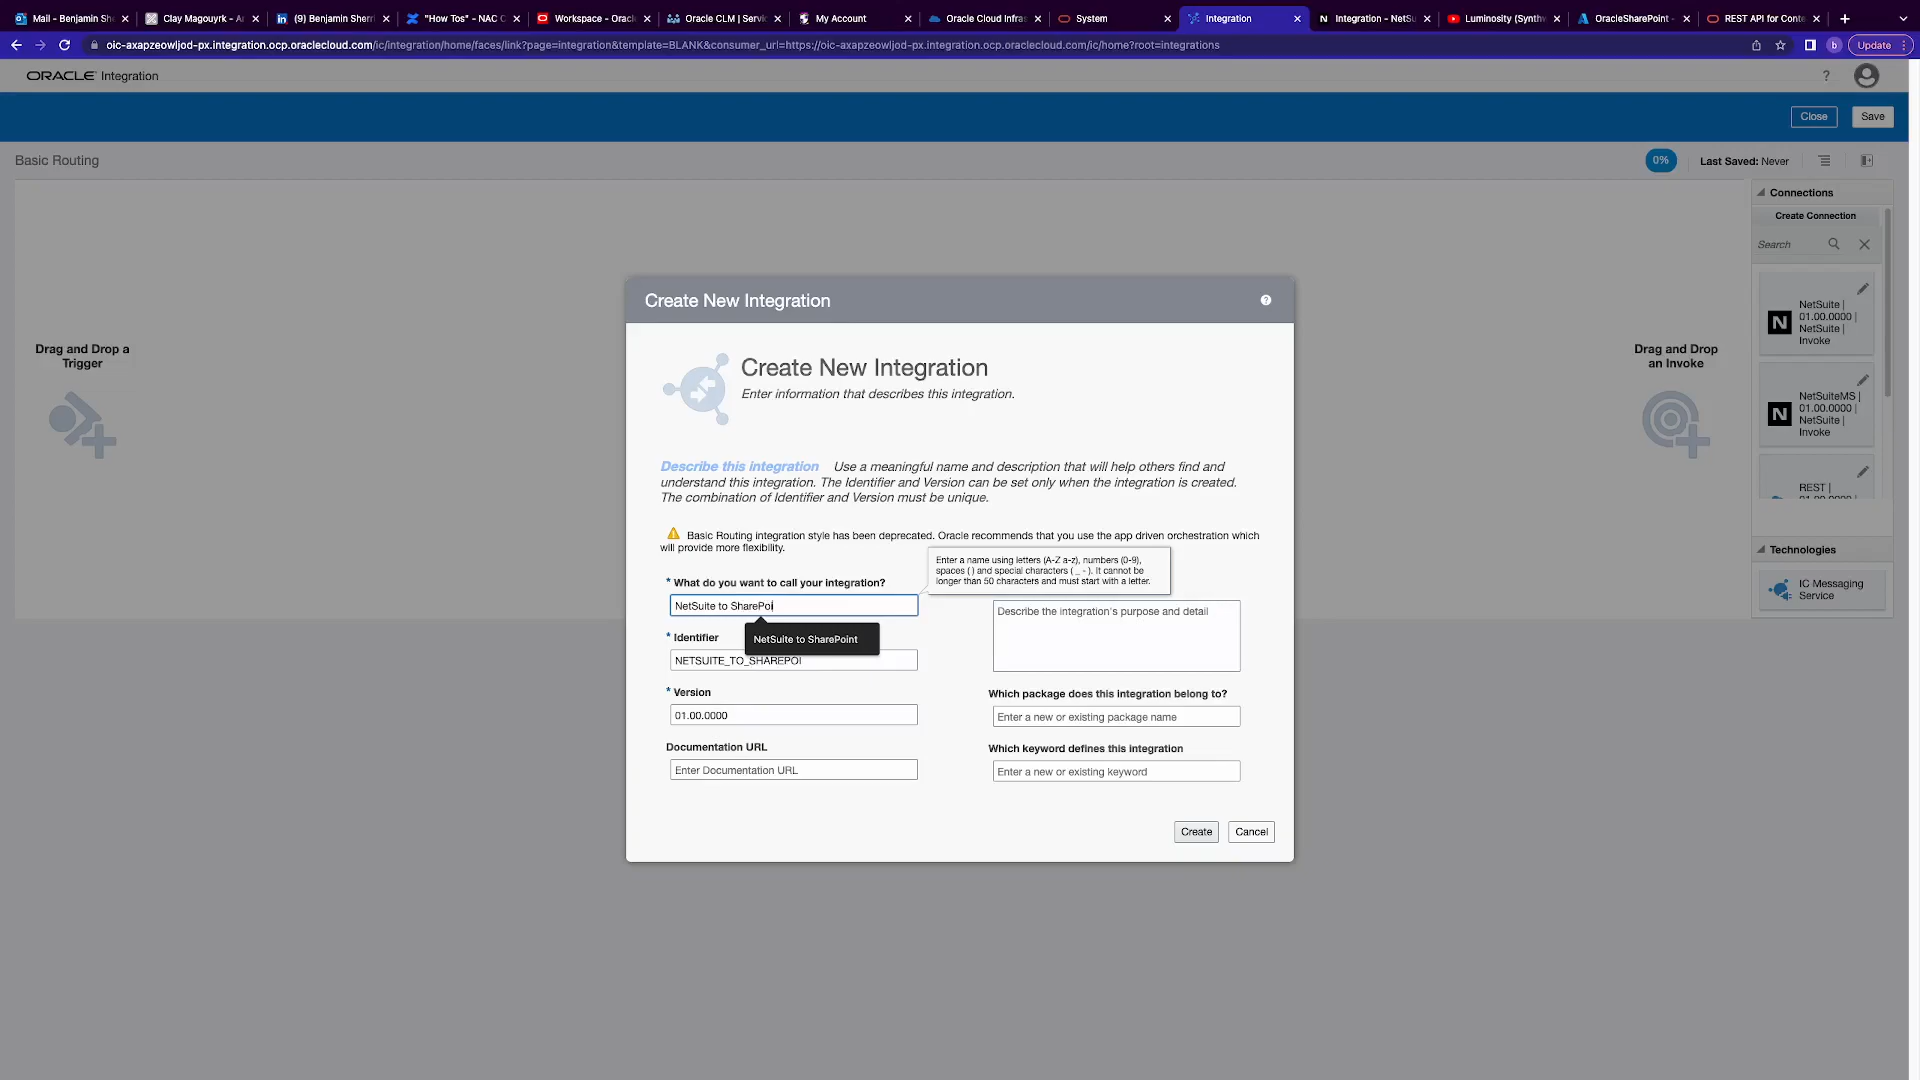 Mail - Benjamin She
Clay Magouyrk - Ar
(9) Benjamin Sherri
"How Tos" - NAC C
Workspace - Oracl
Oracle CLM | Servic
My Account
Oracle Cloud Infras
System
Integration
Integration - NetSu
Luminosity (Synthw
OracleSharePoint -
REST API for Conte
oic-axapzeowijod-px.integration.ocp.oraclecloud.com/ic/integration/home/faces/link?page=integration&template=BLANK&consumer_url=https://oic-axapzeowijod-px.integration.ocp.oraclecloud.com/ic/home?root=integrations
b
Update
ORACLE Integration
?
Close
Save
Basic Routing
0%
Last Saved: Never
Drag and Drop a
Trigger
Drag and Drop
an Invoke
Connections
Create Connection
Search
NetSuite |
01.00.0000 |
NetSuite |
Invoke
NetSuiteMS |
01.00.0000 |
NetSuite |
Invoke
REST |
Technologies
IC Messaging
Service
Create New Integration
?
Create New Integration
Enter information that describes this integration.
Describe this integration Use a meaningful name and description that will help others find and
understand this integration. The Identifier and Version can be set only when the integration is created.
The combination of Identifier and Version must be unique.
Basic Routing integration style has been deprecated. Oracle recommends that you use the app driven orchestration which
will provide more flexibility.
Enter a name using letters (A-Z a-z), numbers (0-9),
spaces ( ) and special characters ( _ - ). It cannot be
longer than 50 characters and must start with a letter.
* What do you want to call your integration?
NetSuite to SharePoi
NetSuite to SharePoint
* Identifier
NETSUITE_TO_SHAREPOI
* Version
01.00.0000
Documentation URL
Enter Documentation URL
Describe the integration's purpose and detail
Which package does this integration belong to?
Enter a new or existing package name
Which keyword defines this integration
Enter a new or existing keyword
Create
Cancel